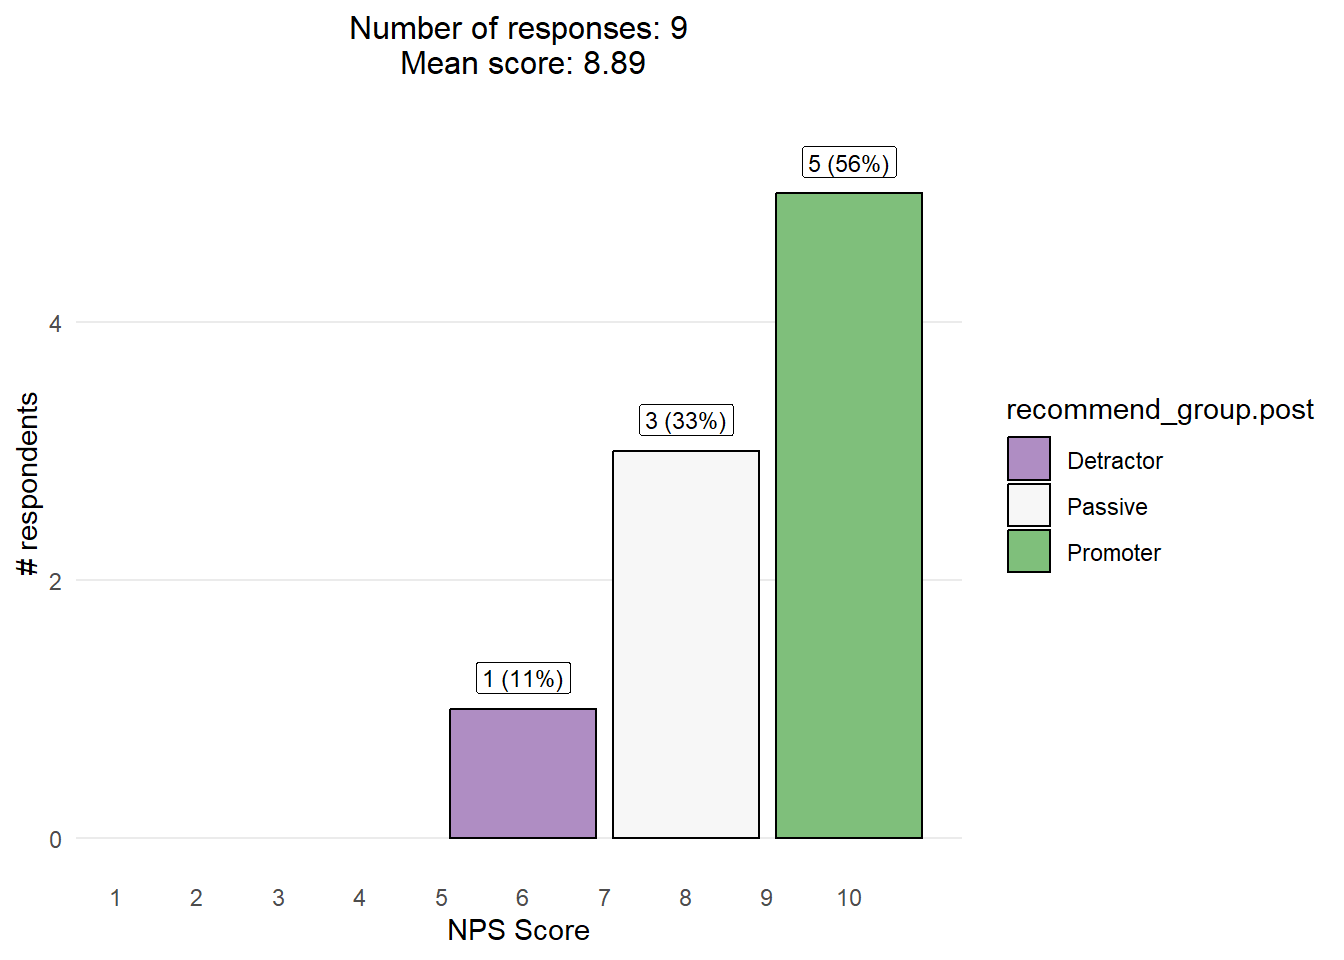 Number of responses: 9
Mean score: 8.89
5 (56%)
4
3 (33%)
2
1 (11%)
0
# respondents
1 2 3 4 5 6 7 8 9 10
NPS Score
recommend_group.post
Detractor
Passive
Promoter